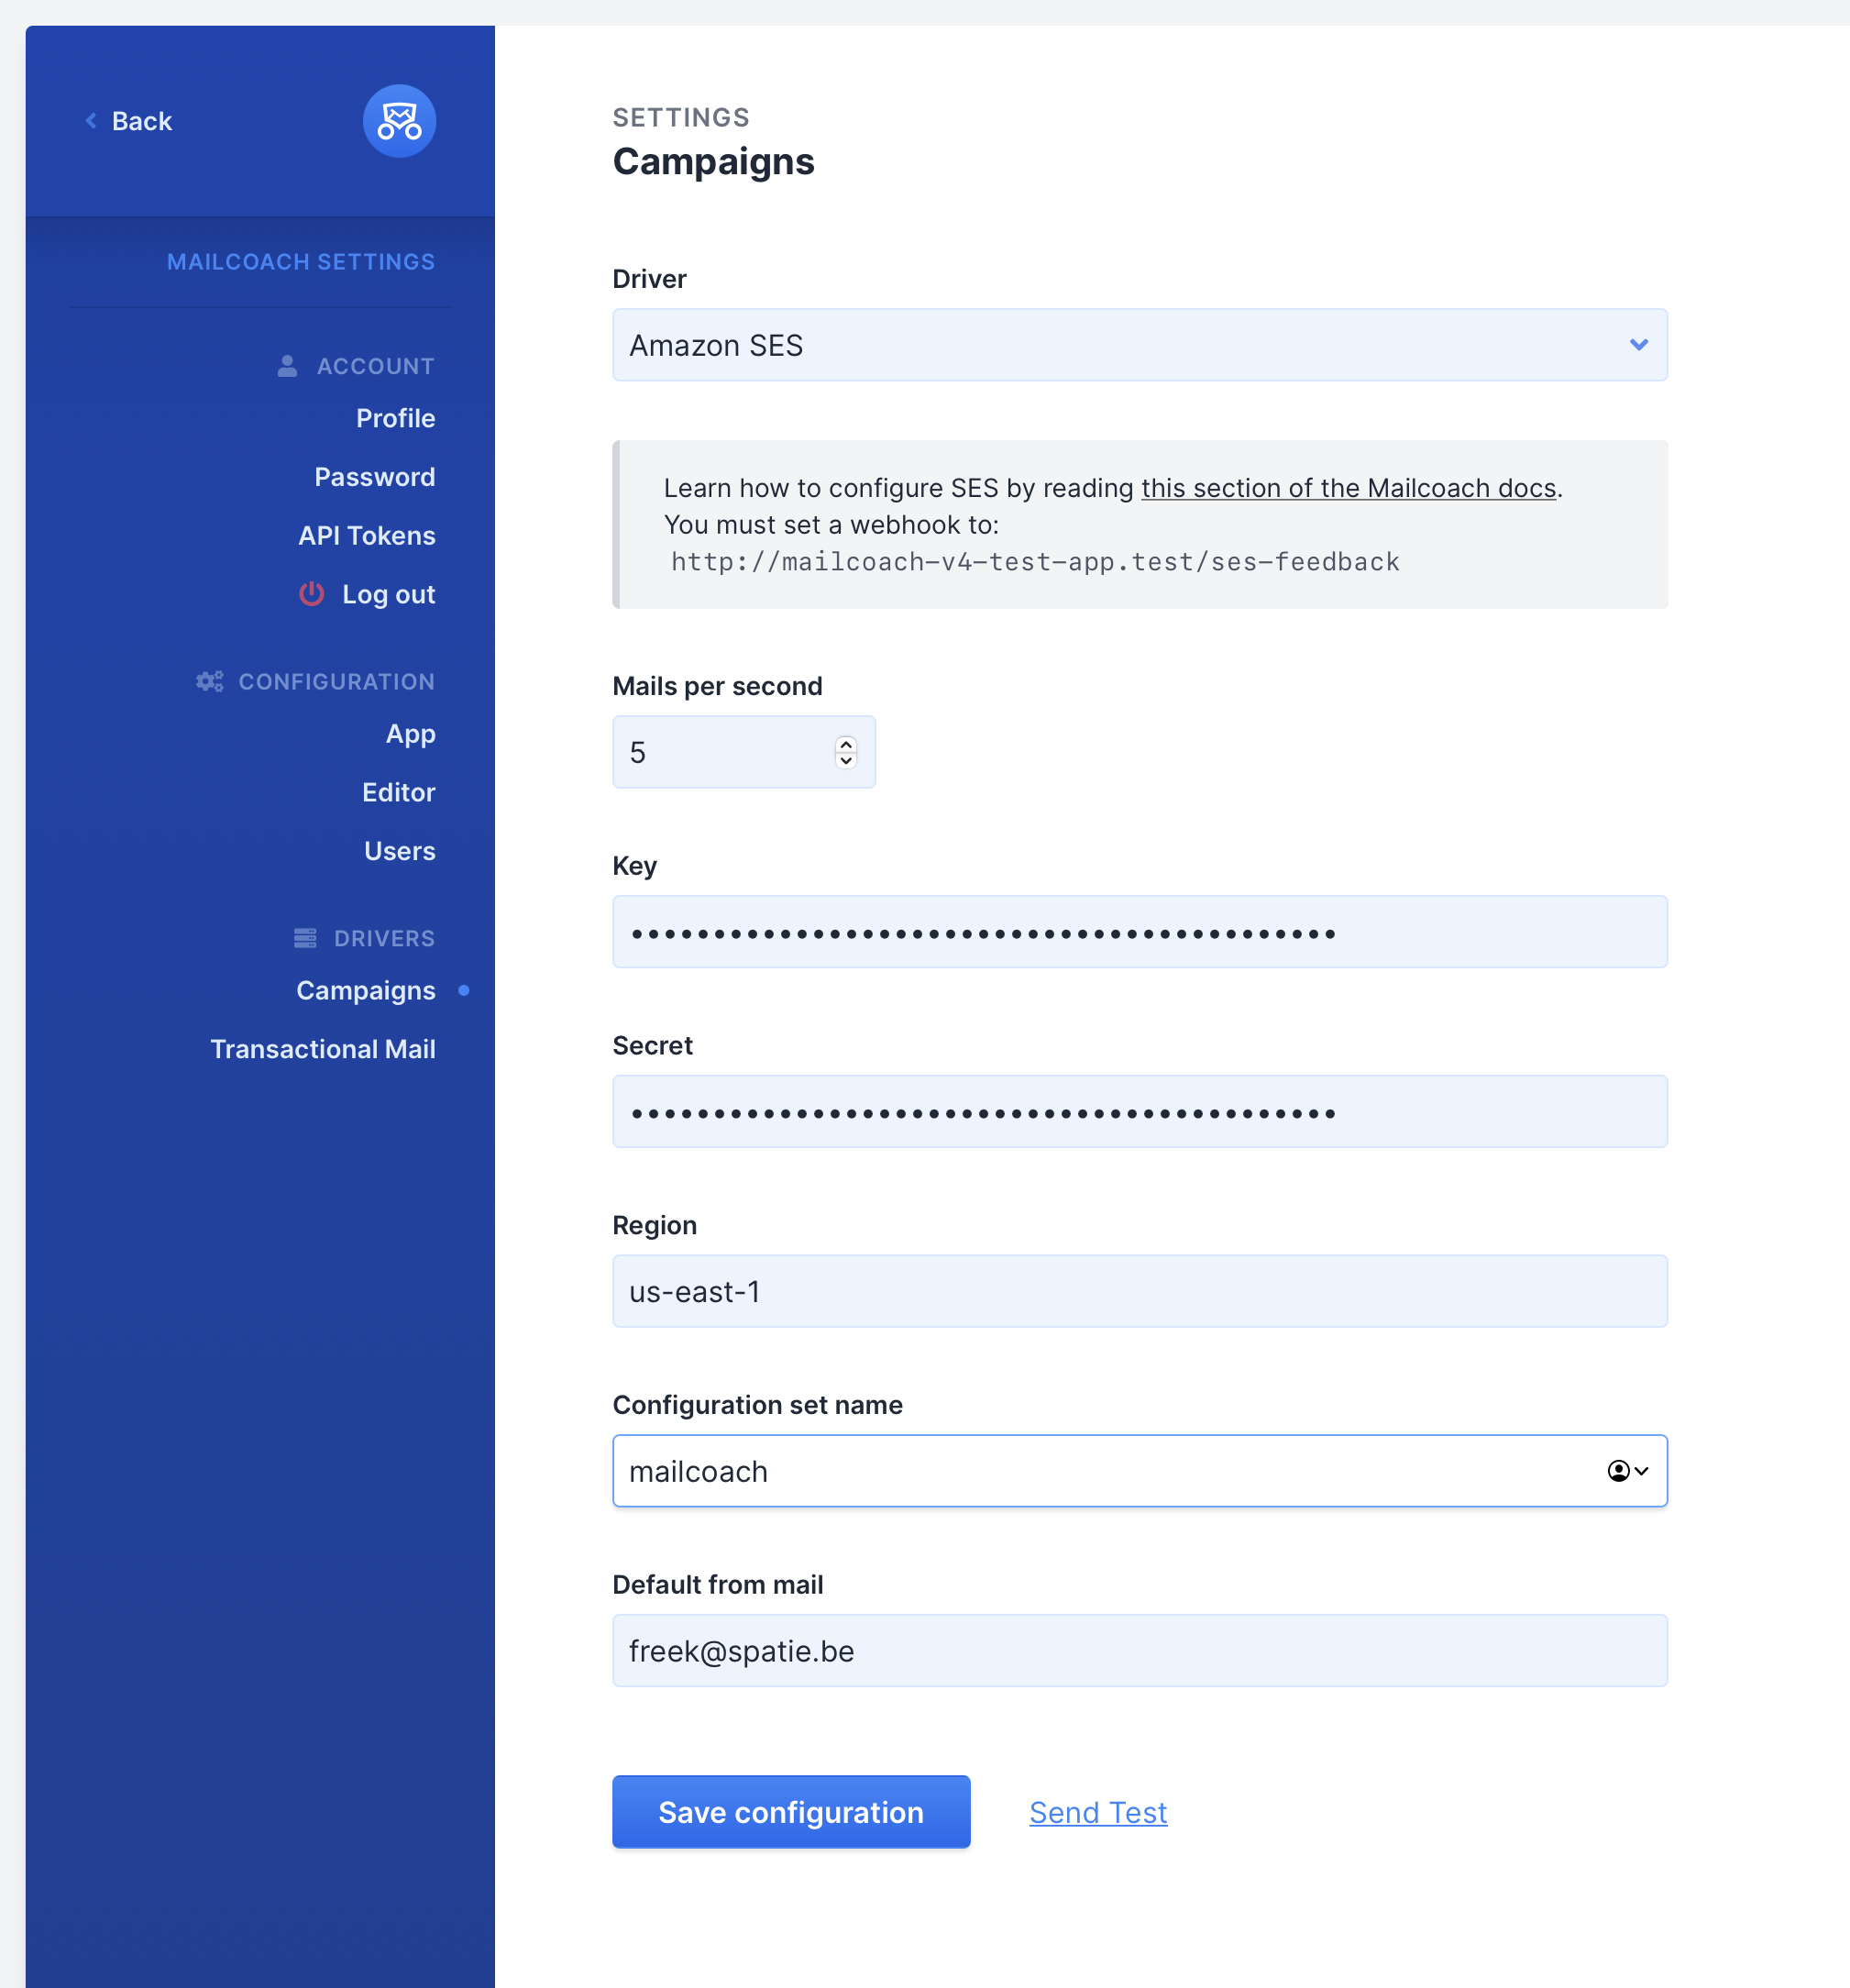 Back
MAILCOACH SETTINGS
ACCOUNT
Profile
Password
API Tokens
Log out
CONFIGURATION
App
Editor
Users
DRIVERS
Campaigns
Transactional Mail
SETTINGS
Campaigns
Driver
Amazon SES
Learn how to configure SES by reading this section of the Mailcoach docs.
You must set a webhook to:
http://mailcoach-v4-test-app.test/ses-feedback
Mails per second
5
Key
•••••••••••••••••••••••••••••••••••••••••••
Secret
•••••••••••••••••••••••••••••••••••••••••••
Region
us-east-1
Configuration set name
mailcoach
Default from mail
freek@spatie.be
Save configuration
Send Test